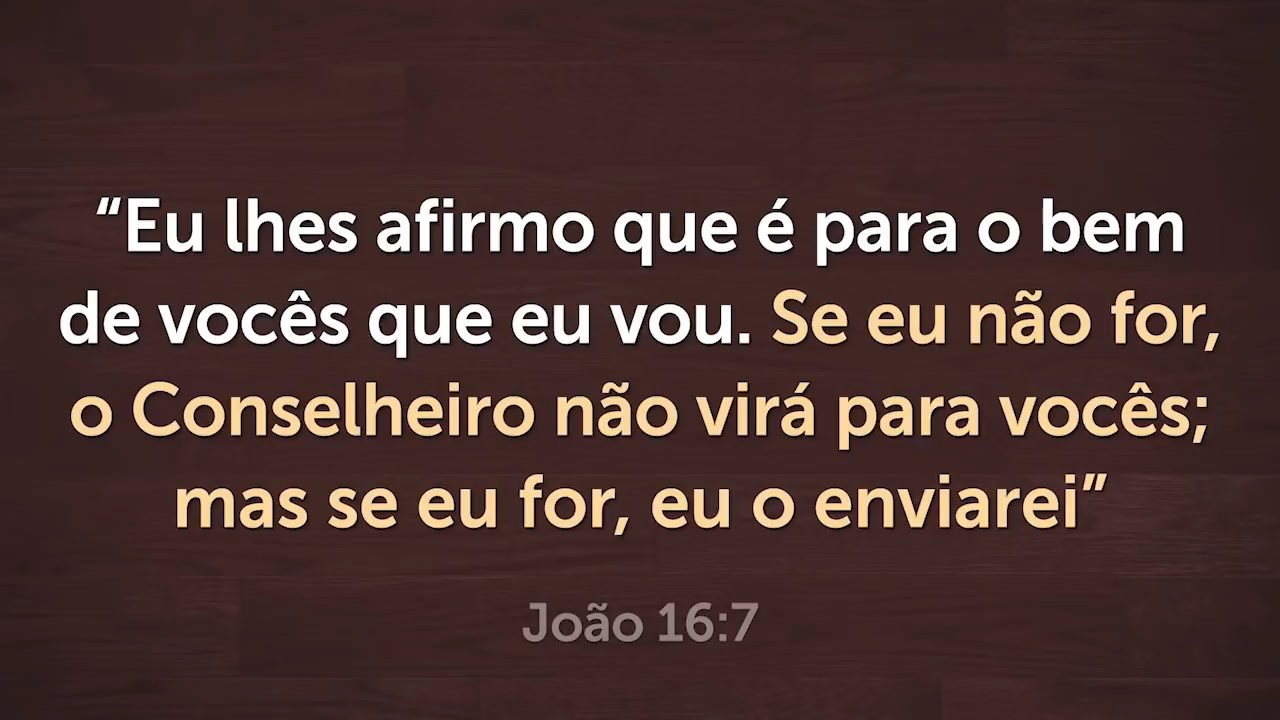 “Eu lhes afirmo que é para o bem
de vocês que eu vou. Se eu não for,
o Conselheiro não virá para vocês;
mas se eu for, eu o enviarei”
João 16:7